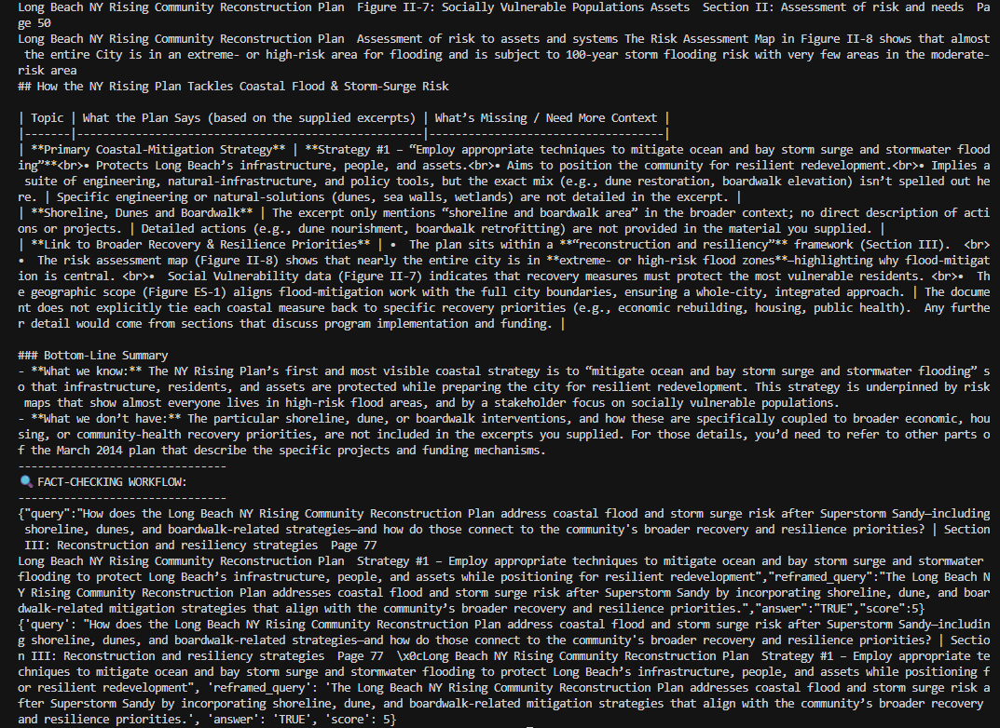 Long Beach NY Rising Community Reconstruction Plan  Figure II-7: Socially Vulnerable Populations Assets  Section II: Assessment of risk and needs  Pa
ge 50
Long Beach NY Rising Community Reconstruction Plan  Assessment of risk to assets and systems The Risk Assessment Map in Figure II-8 shows that almost
 the entire City is in an extreme- or high-risk area for flooding and is subject to 100-year storm flooding risk with very few areas in the moderate-
risk area
## How the NY Rising Plan Tackles Coastal Flood & Storm-Surge Risk

| Topic | What the Plan Says (based on the supplied excerpts) | What’s Missing / Need More Context |
|-------|-----------------------------------------------------|------------------------------------|
| **Primary Coastal-Mitigation Strategy** | **Strategy #1 – “Employ appropriate techniques to mitigate ocean and bay storm surge and stormwater flood
ing”**<br>• Protects Long Beach’s infrastructure, people, and assets.<br>• Aims to position the community for resilient redevelopment.<br>• Implies a
 suite of engineering, natural-infrastructure, and policy tools, but the exact mix (e.g., dune restoration, boardwalk elevation) isn’t spelled out he
re. | Specific engineering or natural-solutions (dunes, sea walls, wetlands) are not detailed in the excerpt. |
| **Shoreline, Dunes and Boardwalk** | The excerpt only mentions “shoreline and boardwalk area” in the broader context; no direct description of acti
ons or projects. | Detailed actions (e.g., dune nourishment, boardwalk retrofitting) are not provided in the material you supplied. |
| **Link to Broader Recovery & Resilience Priorities** | •  The plan sits within a **“reconstruction and resiliency”** framework (Section III).  <br>
•  The risk assessment map (Figure II-8) shows that nearly the entire city is in **extreme- or high-risk flood zones**—highlighting why flood-mitigat
ion is central. <br>•  Social Vulnerability data (Figure II-7) indicates that recovery measures must protect the most vulnerable residents. <br>•  Th
e geographic scope (Figure ES-1) aligns flood-mitigation work with the full city boundaries, ensuring a whole-city, integrated approach. | The docume
nt does not explicitly tie each coastal measure back to specific recovery priorities (e.g., economic rebuilding, housing, public health).  Any furthe
r detail would come from sections that discuss program implementation and funding. |

### Bottom-Line Summary
- **What we know:** The NY Rising Plan’s first and most visible coastal strategy is to “mitigate ocean and bay storm surge and stormwater flooding” s
o that infrastructure, residents, and assets are protected while preparing the city for resilient redevelopment. This strategy is underpinned by risk
 maps that show almost everyone lives in high-risk flood areas, and by a stakeholder focus on socially vulnerable populations.
- **What we don’t have:** The particular shoreline, dune, or boardwalk interventions, and how these are specifically coupled to broader economic, hou
sing, or community-health recovery priorities, are not included in the excerpts you supplied. For those details, you’d need to refer to other parts o
f the March 2014 plan that describe the specific projects and funding mechanisms.
------------------------------
🔍 FACT-CHECKING WORKFLOW:
------------------------------
{"query":"How does the Long Beach NY Rising Community Reconstruction Plan address coastal flood and storm surge risk after Superstorm Sandy—including
 shoreline, dunes, and boardwalk-related strategies—and how do those connect to the community's broader recovery and resilience priorities? | Section
 III: Reconstruction and resiliency strategies  Page 77
Long Beach NY Rising Community Reconstruction Plan  Strategy #1 – Employ appropriate techniques to mitigate ocean and bay storm surge and stormwater
flooding to protect Long Beach’s infrastructure, people, and assets while positioning for resilient redevelopment","reframed_query":"The Long Beach N
Y Rising Community Reconstruction Plan addresses coastal flood and storm surge risk after Superstorm Sandy by incorporating shoreline, dune, and boar
dwalk-related mitigation strategies that align with the community’s broader recovery and resilience priorities.","answer":"TRUE","score":5}
{'query': "How does the Long Beach NY Rising Community Reconstruction Plan address coastal flood and storm surge risk after Superstorm Sandy—includin
g shoreline, dunes, and boardwalk-related strategies—and how do those connect to the community's broader recovery and resilience priorities? | Sectio
n III: Reconstruction and resiliency strategies  Page 77  \x0cLong Beach NY Rising Community Reconstruction Plan  Strategy #1 – Employ appropriate te
chniques to mitigate ocean and bay storm surge and stormwater flooding to protect Long Beach’s infrastructure, people, and assets while positioning f
or resilient redevelopment", 'reframed_query': 'The Long Beach NY Rising Community Reconstruction Plan addresses coastal flood and storm surge risk a
fter Superstorm Sandy by incorporating shoreline, dune, and boardwalk-related mitigation strategies that align with the community’s broader recovery
and resilience priorities.', 'answer': 'TRUE', 'score': 5}